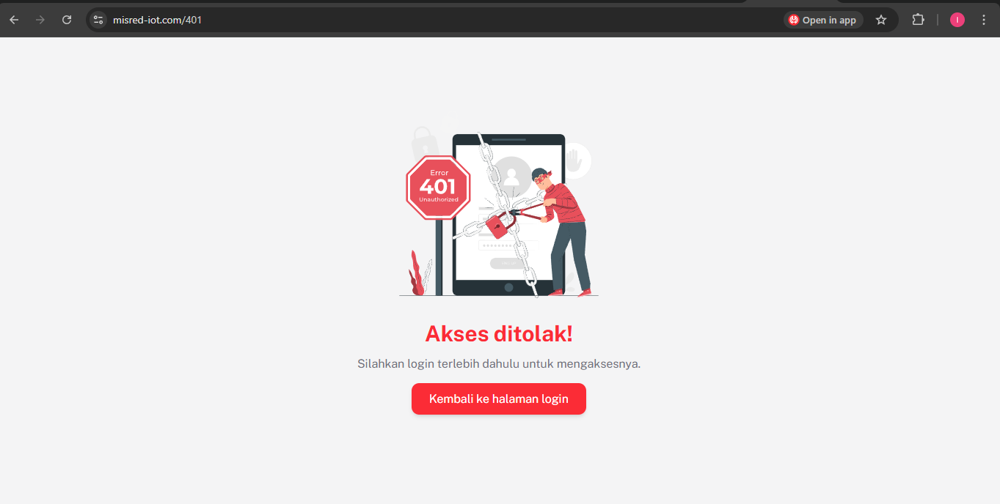 misred-iot.com/401
Open in app
I
Error
401
Unauthorized
Akses ditolak!
Silahkan login terlebih dahulu untuk mengaksesnya.
Kembali ke halaman login